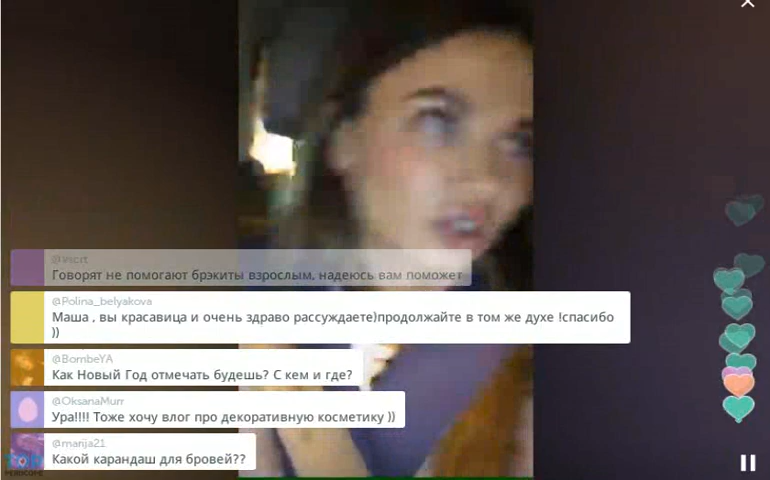 Говорят не помогают брэкиты взрослым, надеюсь вам поможет
@Polina_belyakova
Маша , вы красавица и очень здраво рассуждаете)продолжайте в том же духе !спасибо
))
@BombeYA
Как Новый Год отмечать будешь? С кем и где?
@OksanaMurr
Ура!!!! Тоже хочу влог про декоративную косметику ))
@marija21
Какой карандаш для бровей??